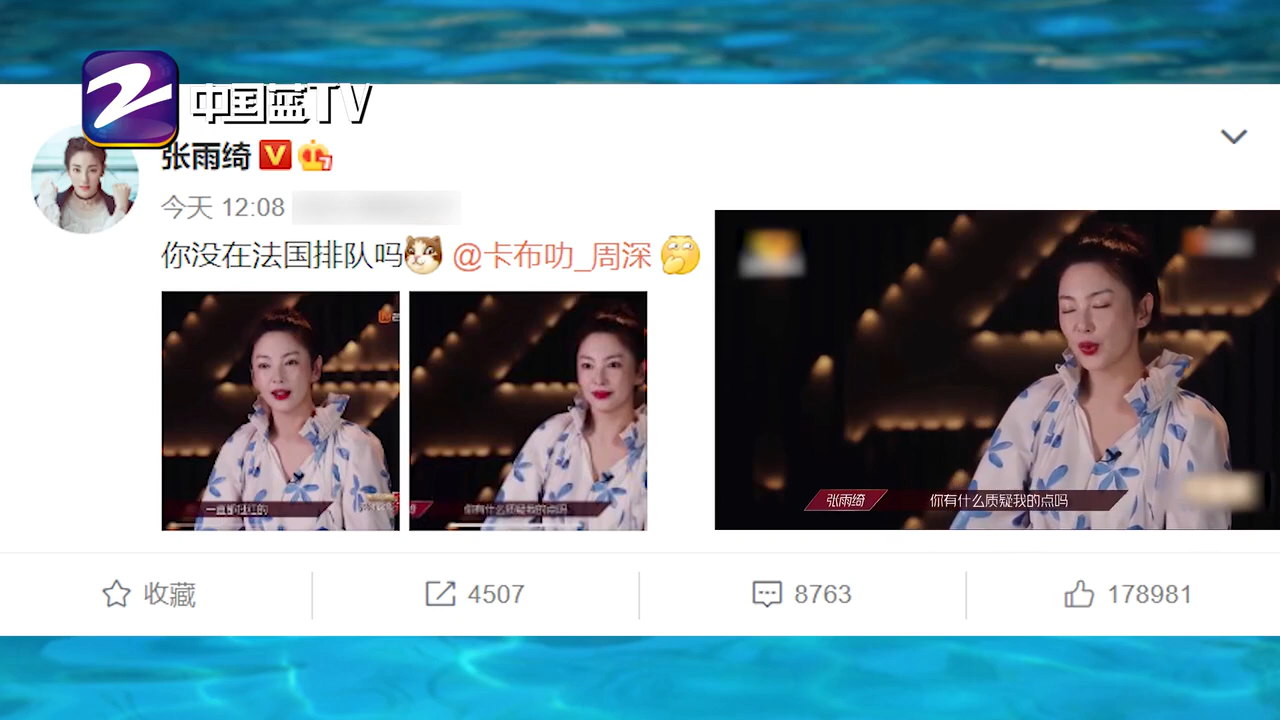 中国蓝TV
张雨绮
今天 12:08
你没在法国排队吗 @卡布叻_周深
一直都挺红的
你有什么质疑我的点吗
张雨绮
你有什么质疑我的点吗
收藏
4507
8763
178981